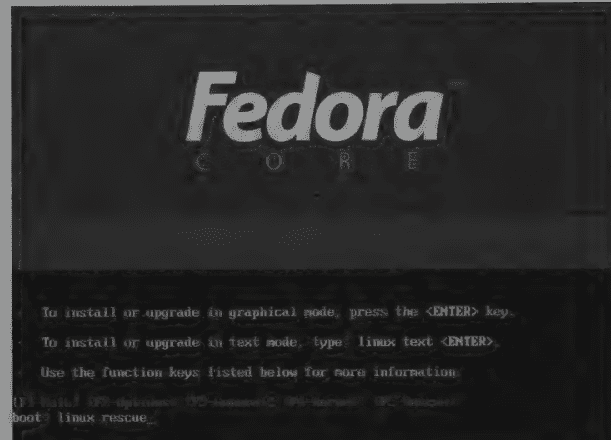 Fedora
C O R E
To install or upgrade in graphical mode, press the <ENTER> key.
To install or upgrade in text mode, type: linux text <ENTER>.
Use the function keys listed below for more information.
boot: linux rescue_